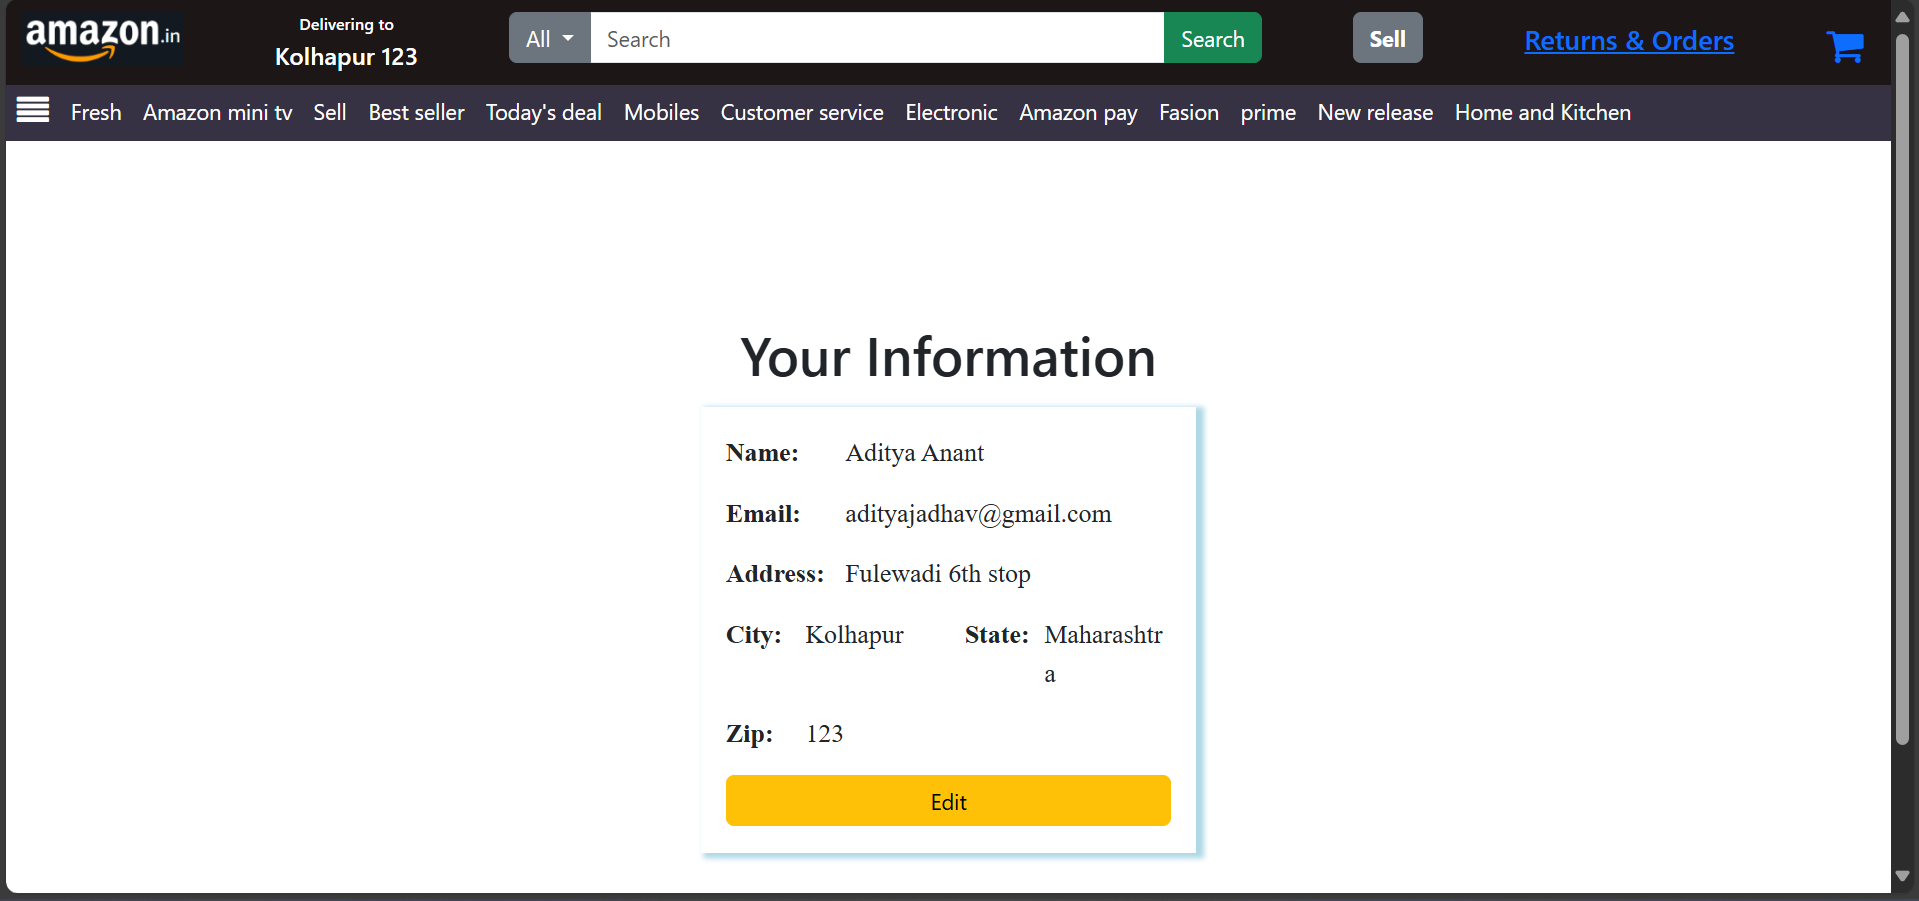 amazon.in
Delivering to
Kolhapur 123
All
Search
Search
Sell
Returns & Orders
Fresh Amazon mini tv Sell Best seller Today's deal Mobiles Customer service Electronic Amazon pay Fasion prime New release Home and Kitchen
Your Information
Name: Aditya Anant
Email: adityajadhav@gmail.com
Address: Fulewadi 6th stop
City: Kolhapur State: Maharashtr
a
Zip: 123
Edit